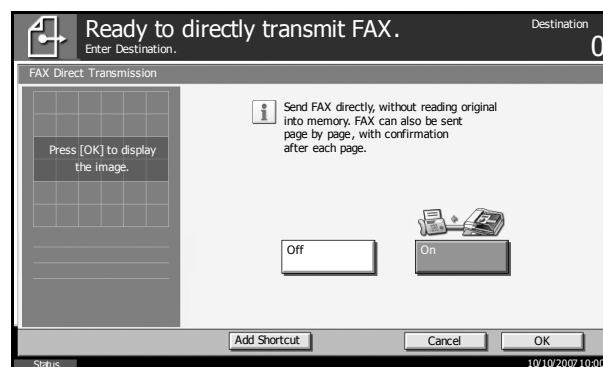 Ready to directly transmit FAX.
Enter Destination.
Destination
0
FAX Direct Transmission
Press [OK] to display
the image.
i
Send FAX directly, without reading original
into memory. FAX can also be sent
page by page, with confirmation
after each page.
Off
On
Add Shortcut
Cancel
OK
Status
10/10/2007 10:00